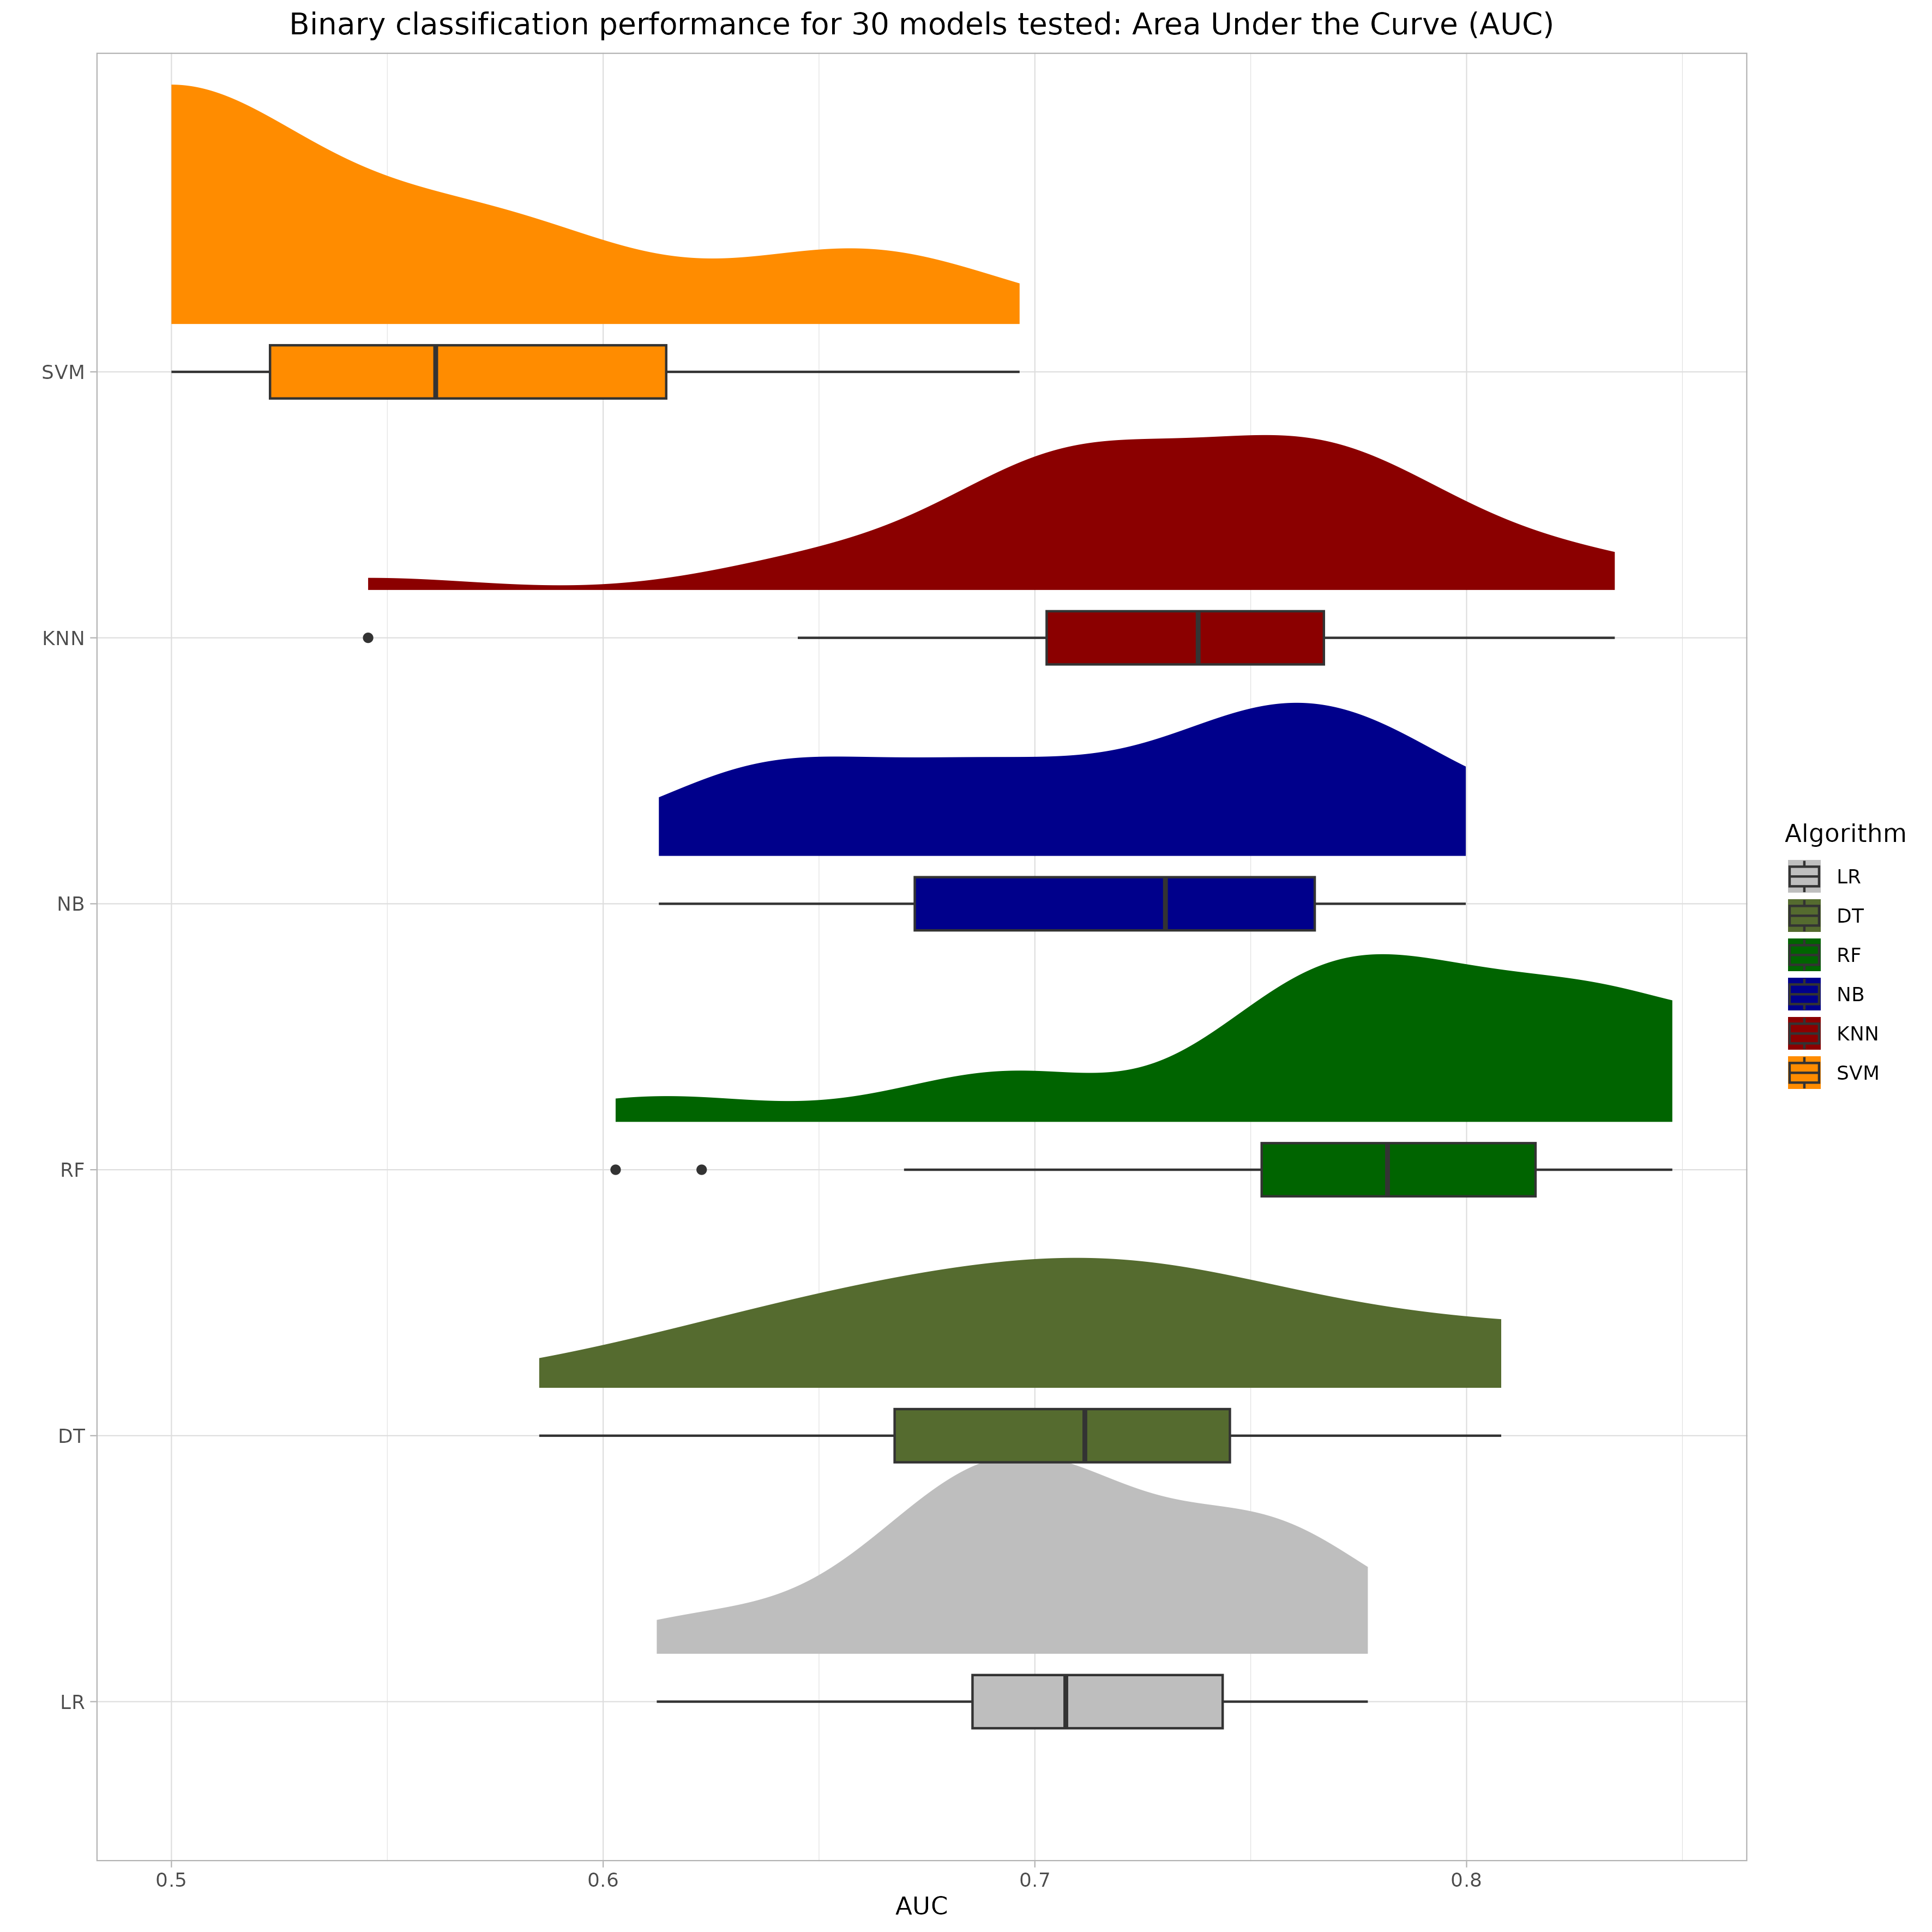 Binary classification performance for 30 models tested: Area Under the Curve (AUC)
SVM
KNN
NB
RF
DT
LR
0.5 0.6 0.7 0.8
AUC
Algorithm
LR
DT
RF
NB
KNN
SVM